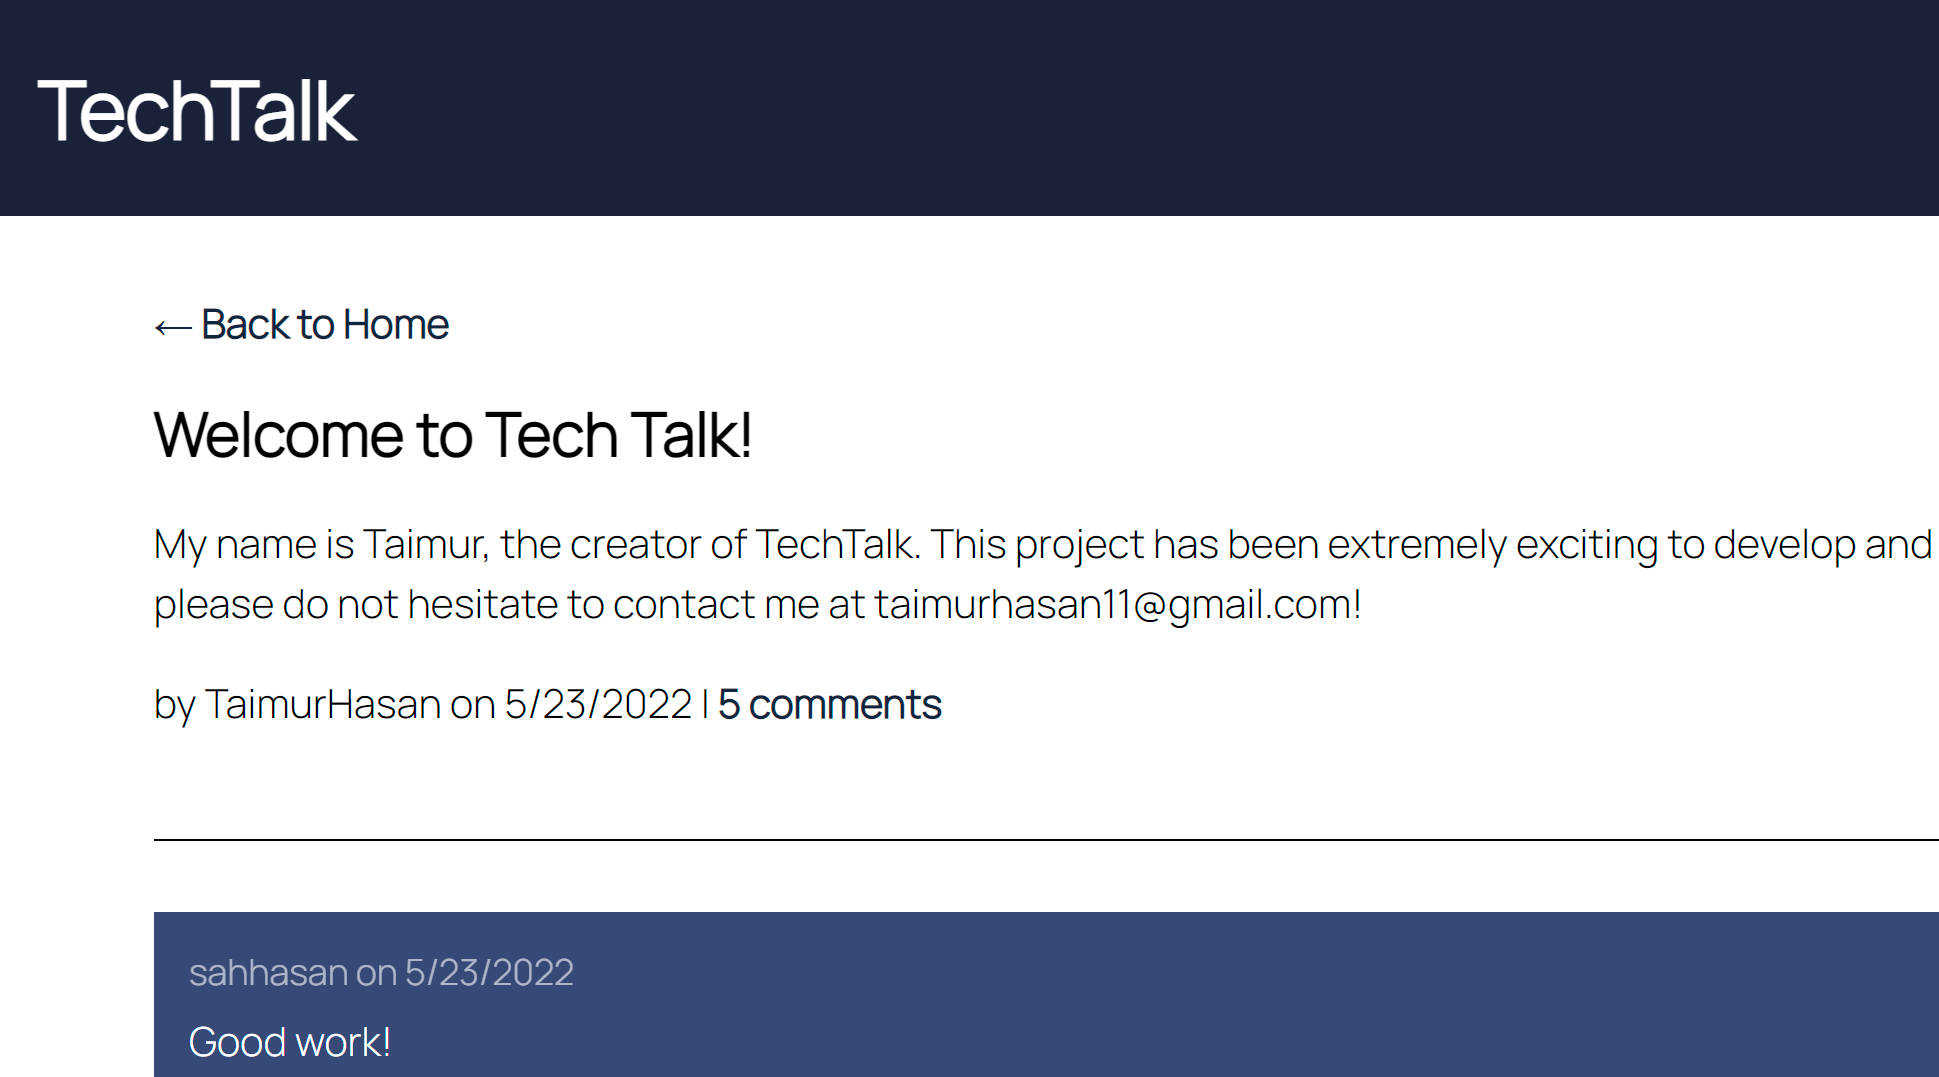 TechTalk
← Back to Home
Welcome to Tech Talk!
My name is Taimur, the creator of TechTalk. This project has been extremely exciting to develop and
please do not hesitate to contact me at taimurhasan11@gmail.com!
by TaimurHasan on 5/23/2022 | 5 comments
sahhasan on 5/23/2022
Good work!